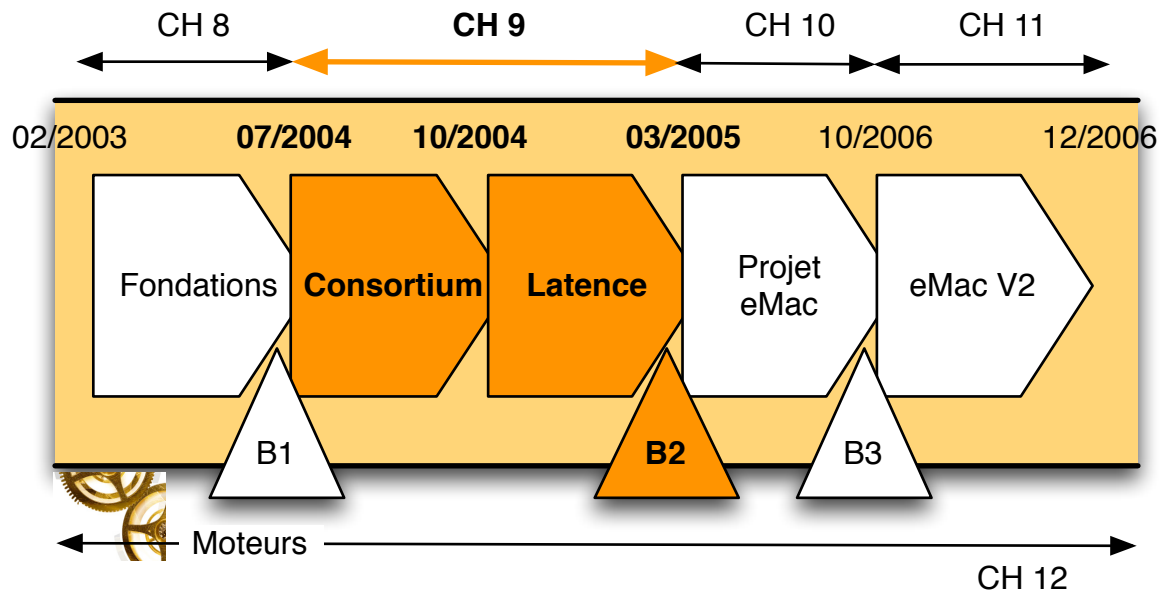 CH 8
CH 9
CH 10
CH 11
02/2003
07/2004
10/2004
03/2005
10/2006
12/2006
Fondations
Consortium
Latence
Projet
eMac
eMac V2
B1
B2
B3
Moteurs
CH 12